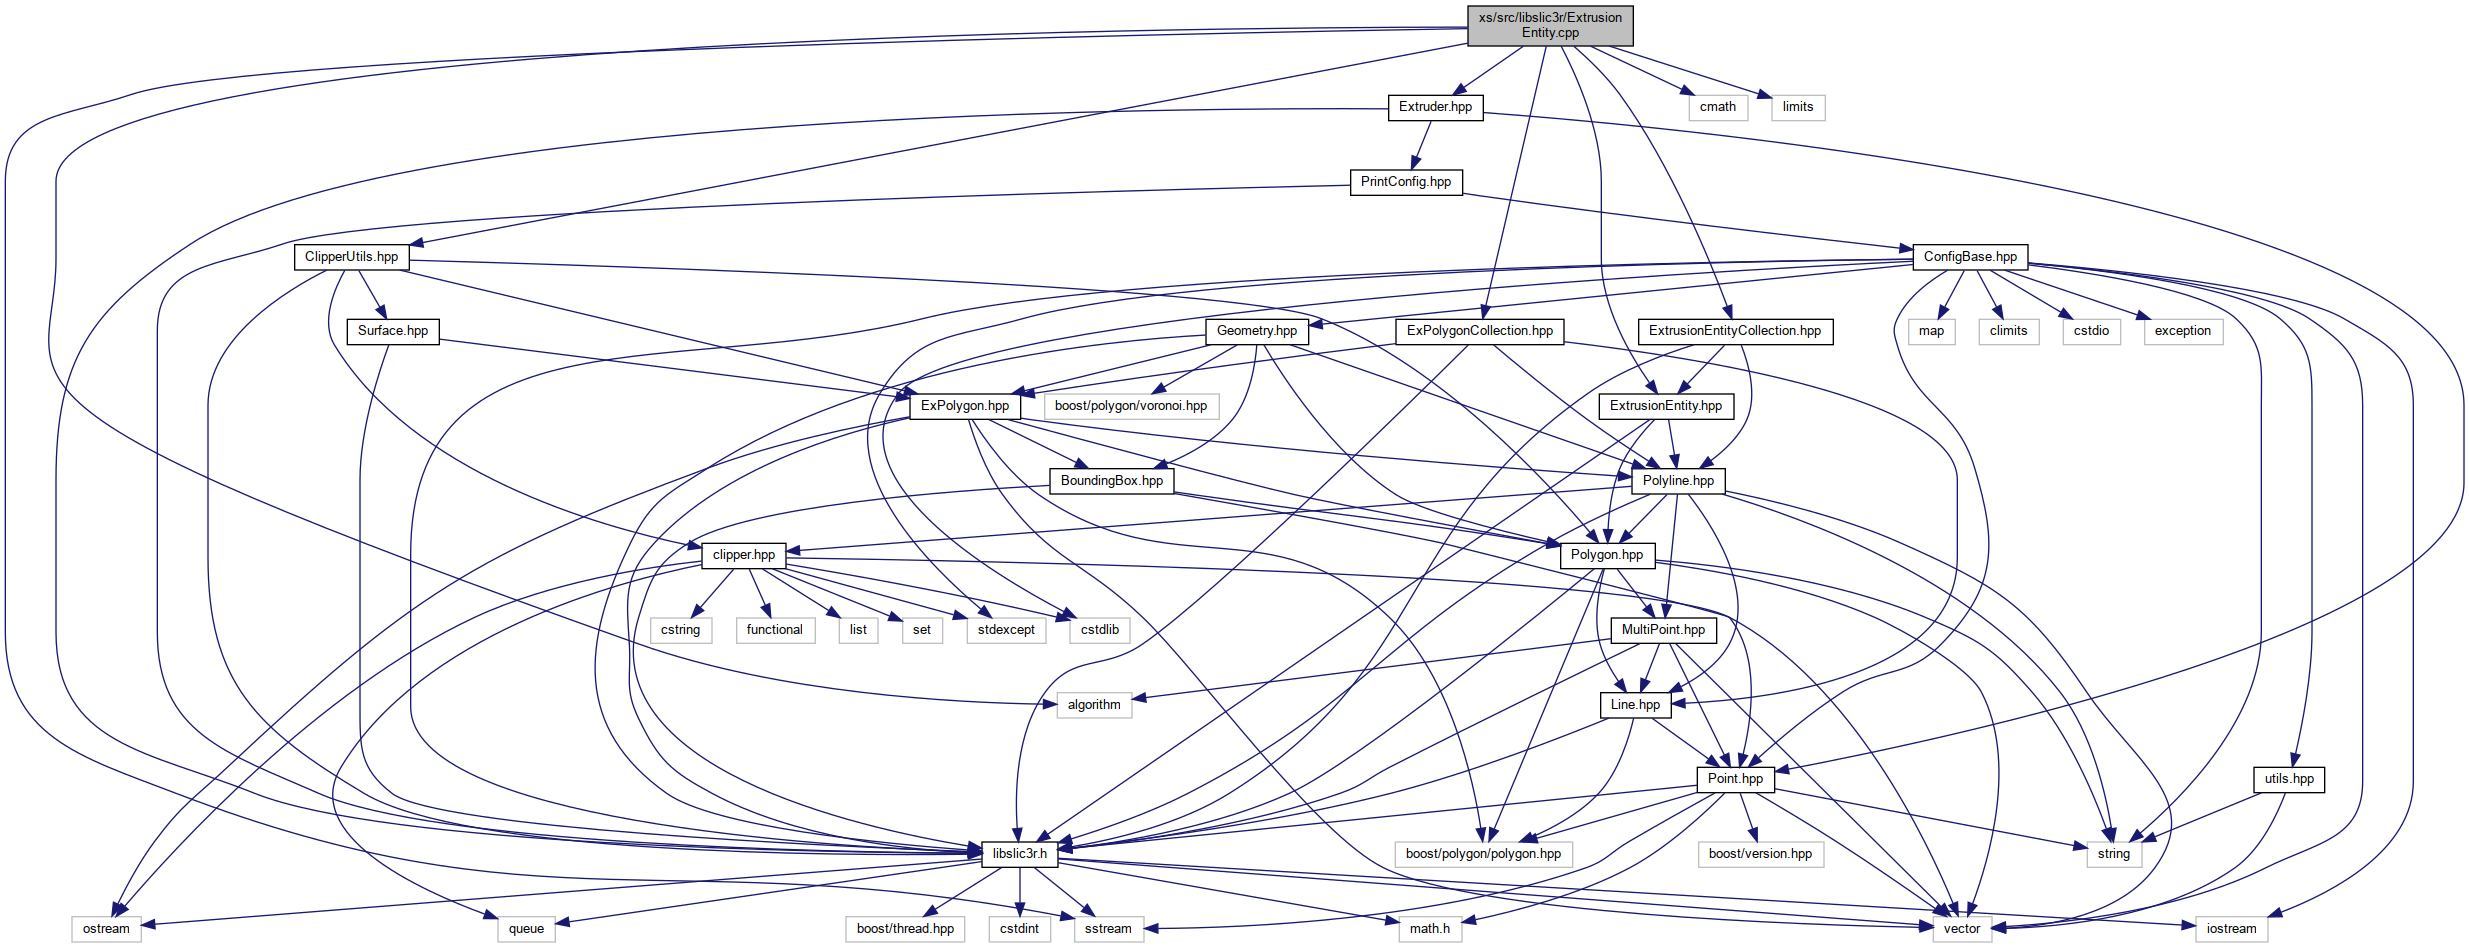 xs/src/libslic3r/Extrusion
Entity.cpp
Extruder.hpp
cmath
limits
PrintConfig.hpp
ClipperUtils.hpp
ConfigBase.hpp
Surface.hpp
Geometry.hpp
ExPolygonCollection.hpp
ExtrusionEntityCollection.hpp
map
climits
cstdio
exception
ExPolygon.hpp
boost/polygon/voronoi.hpp
ExtrusionEntity.hpp
BoundingBox.hpp
Polyline.hpp
clipper.hpp
Polygon.hpp
cstring
functional
list
set
stdexcept
cstdlib
MultiPoint.hpp
algorithm
Line.hpp
Point.hpp
utils.hpp
libslic3r.h
boost/polygon/polygon.hpp
boost/version.hpp
string
ostream
queue
boost/thread.hpp
cstdint
sstream
math.h
vector
iostream